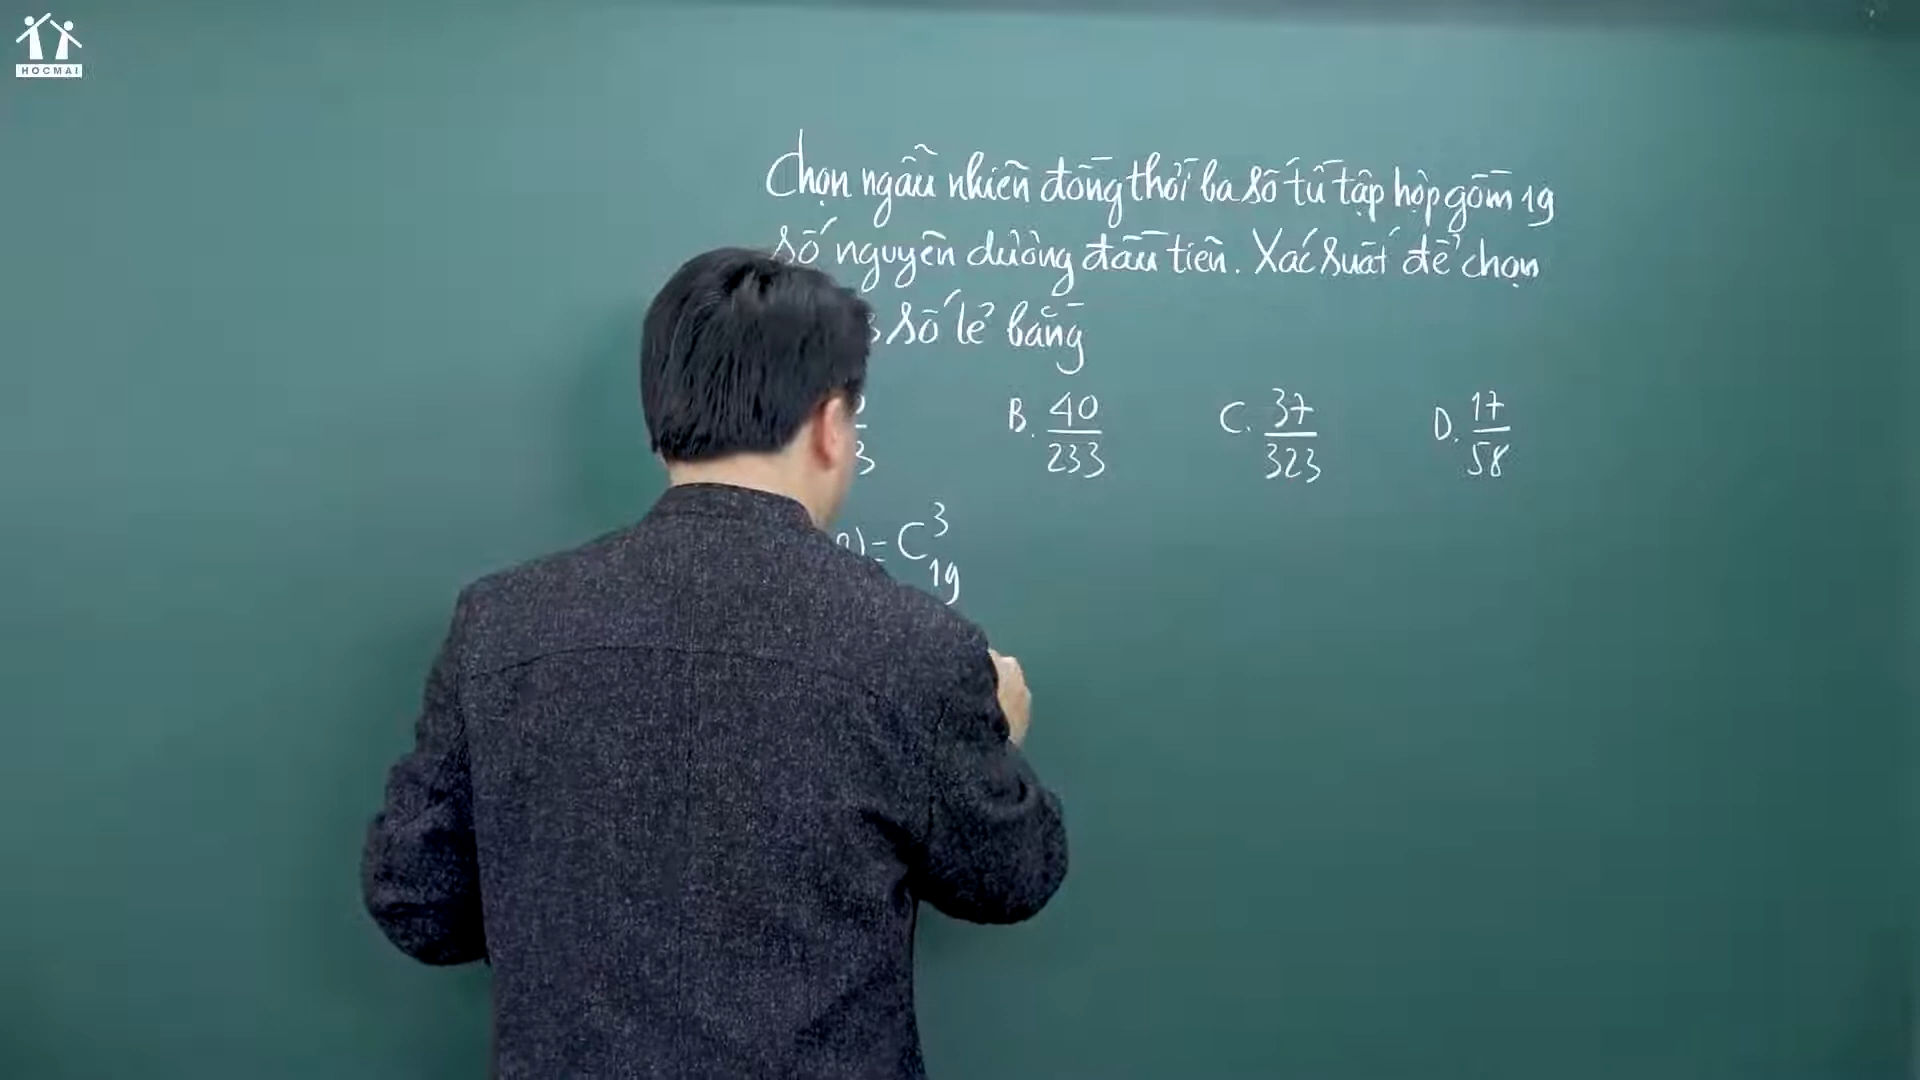 HOCMAI
Chọn ngẫu nhiên đồng thời ba số từ tập hợp gồm 19
số nguyên dương đầu tiên. Xác suất để chọn
3 số lẻ bằng
B. 40/233 C. 37/323 D. 17/58
) = C³₁₉